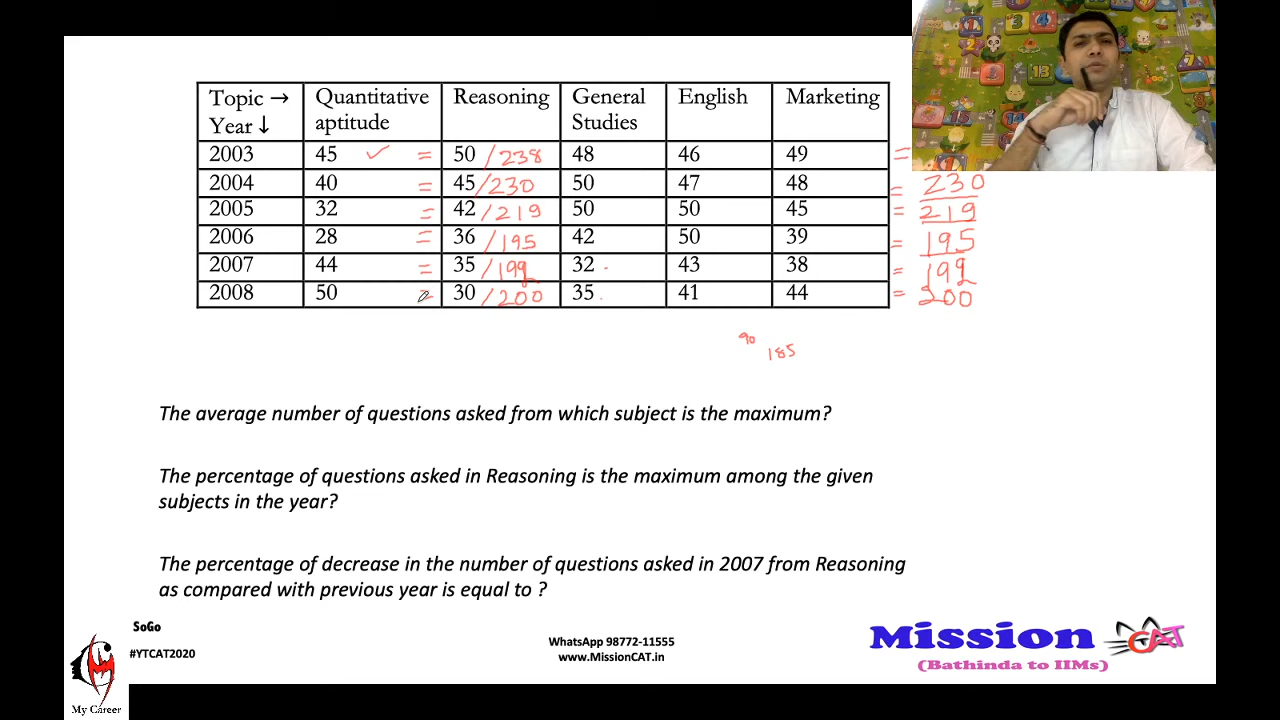 Topic → Quantitative aptitude Reasoning General Studies English Marketing
Year ↓
2003 45 ✓ = 50 /238 48 46 49 =
2004 40 = 45 /230 50 47 48 = 230
2005 32 = 42 /219 50 50 45 = 219
2006 28 = 36 /195 42 50 39 = 195
2007 44 = 35 /192 32 43 38 = 192
2008 50 = 30 /200 35 41 44 = 200
90
185
The average number of questions asked from which subject is the maximum?
The percentage of questions asked in Reasoning is the maximum among the given
subjects in the year?
The percentage of decrease in the number of questions asked in 2007 from Reasoning
as compared with previous year is equal to ?
SoGo
#YTCAT2020
My Career
WhatsApp 98772-11555
www.MissionCAT.in
Mission CAT
(Bathinda to IIMs)